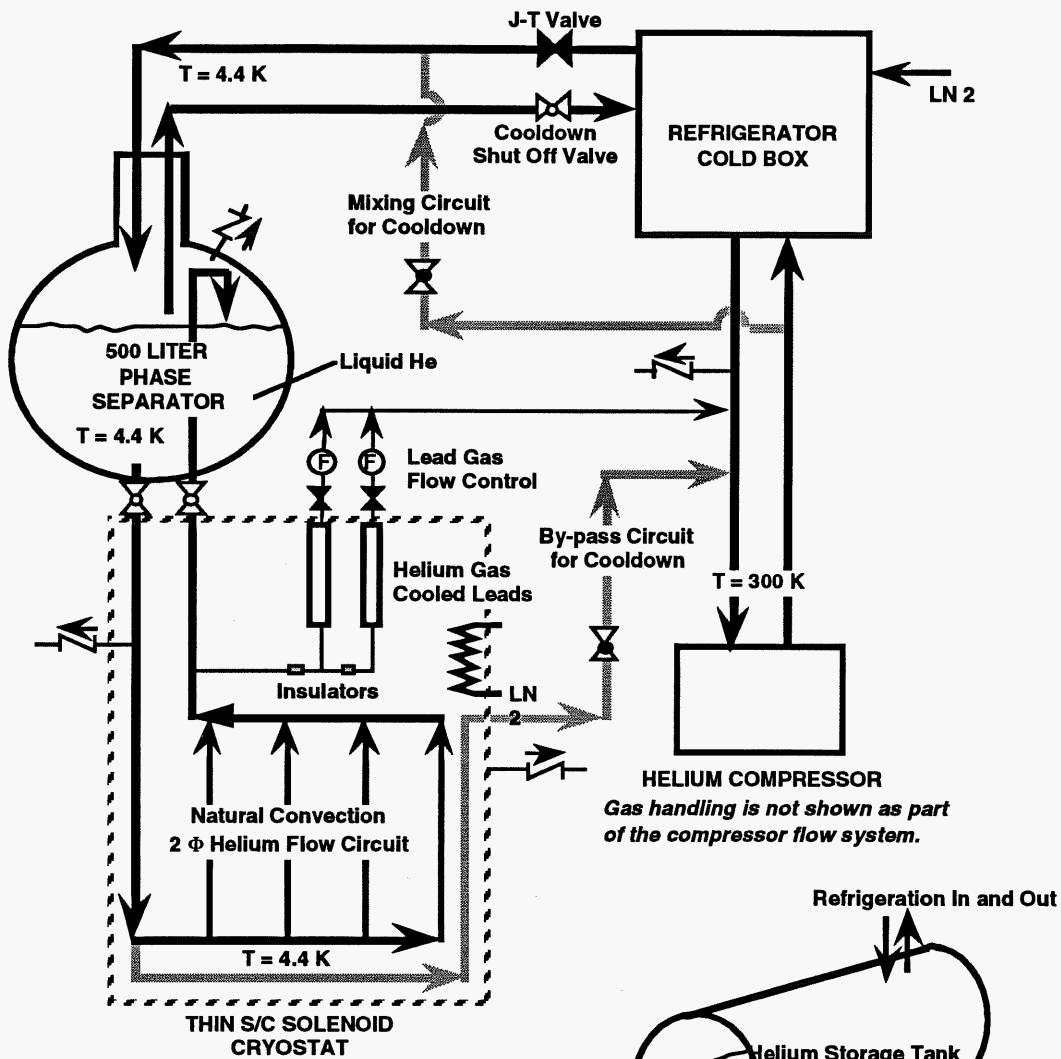 J-T Valve
T = 4.4 K
LN 2
REFRIGERATOR
COLD BOX
Cooldown
Shut Off Valve
Mixing Circuit
for Cooldown
500 LITER
PHASE
SEPARATOR
Liquid He
T = 4.4 K
F
F
Lead Gas
Flow Control
By-pass Circuit
for Cooldown
Helium Gas
Cooled Leads
T = 300 K
Insulators
LN
2
HELIUM COMPRESSOR
Gas handling is not shown as part
of the compressor flow system.
Natural Convection
2 Φ Helium Flow Circuit
T = 4.4 K
THIN S/C SOLENOID
CRYOSTAT
Refrigeration In and Out
Helium Storage Tank